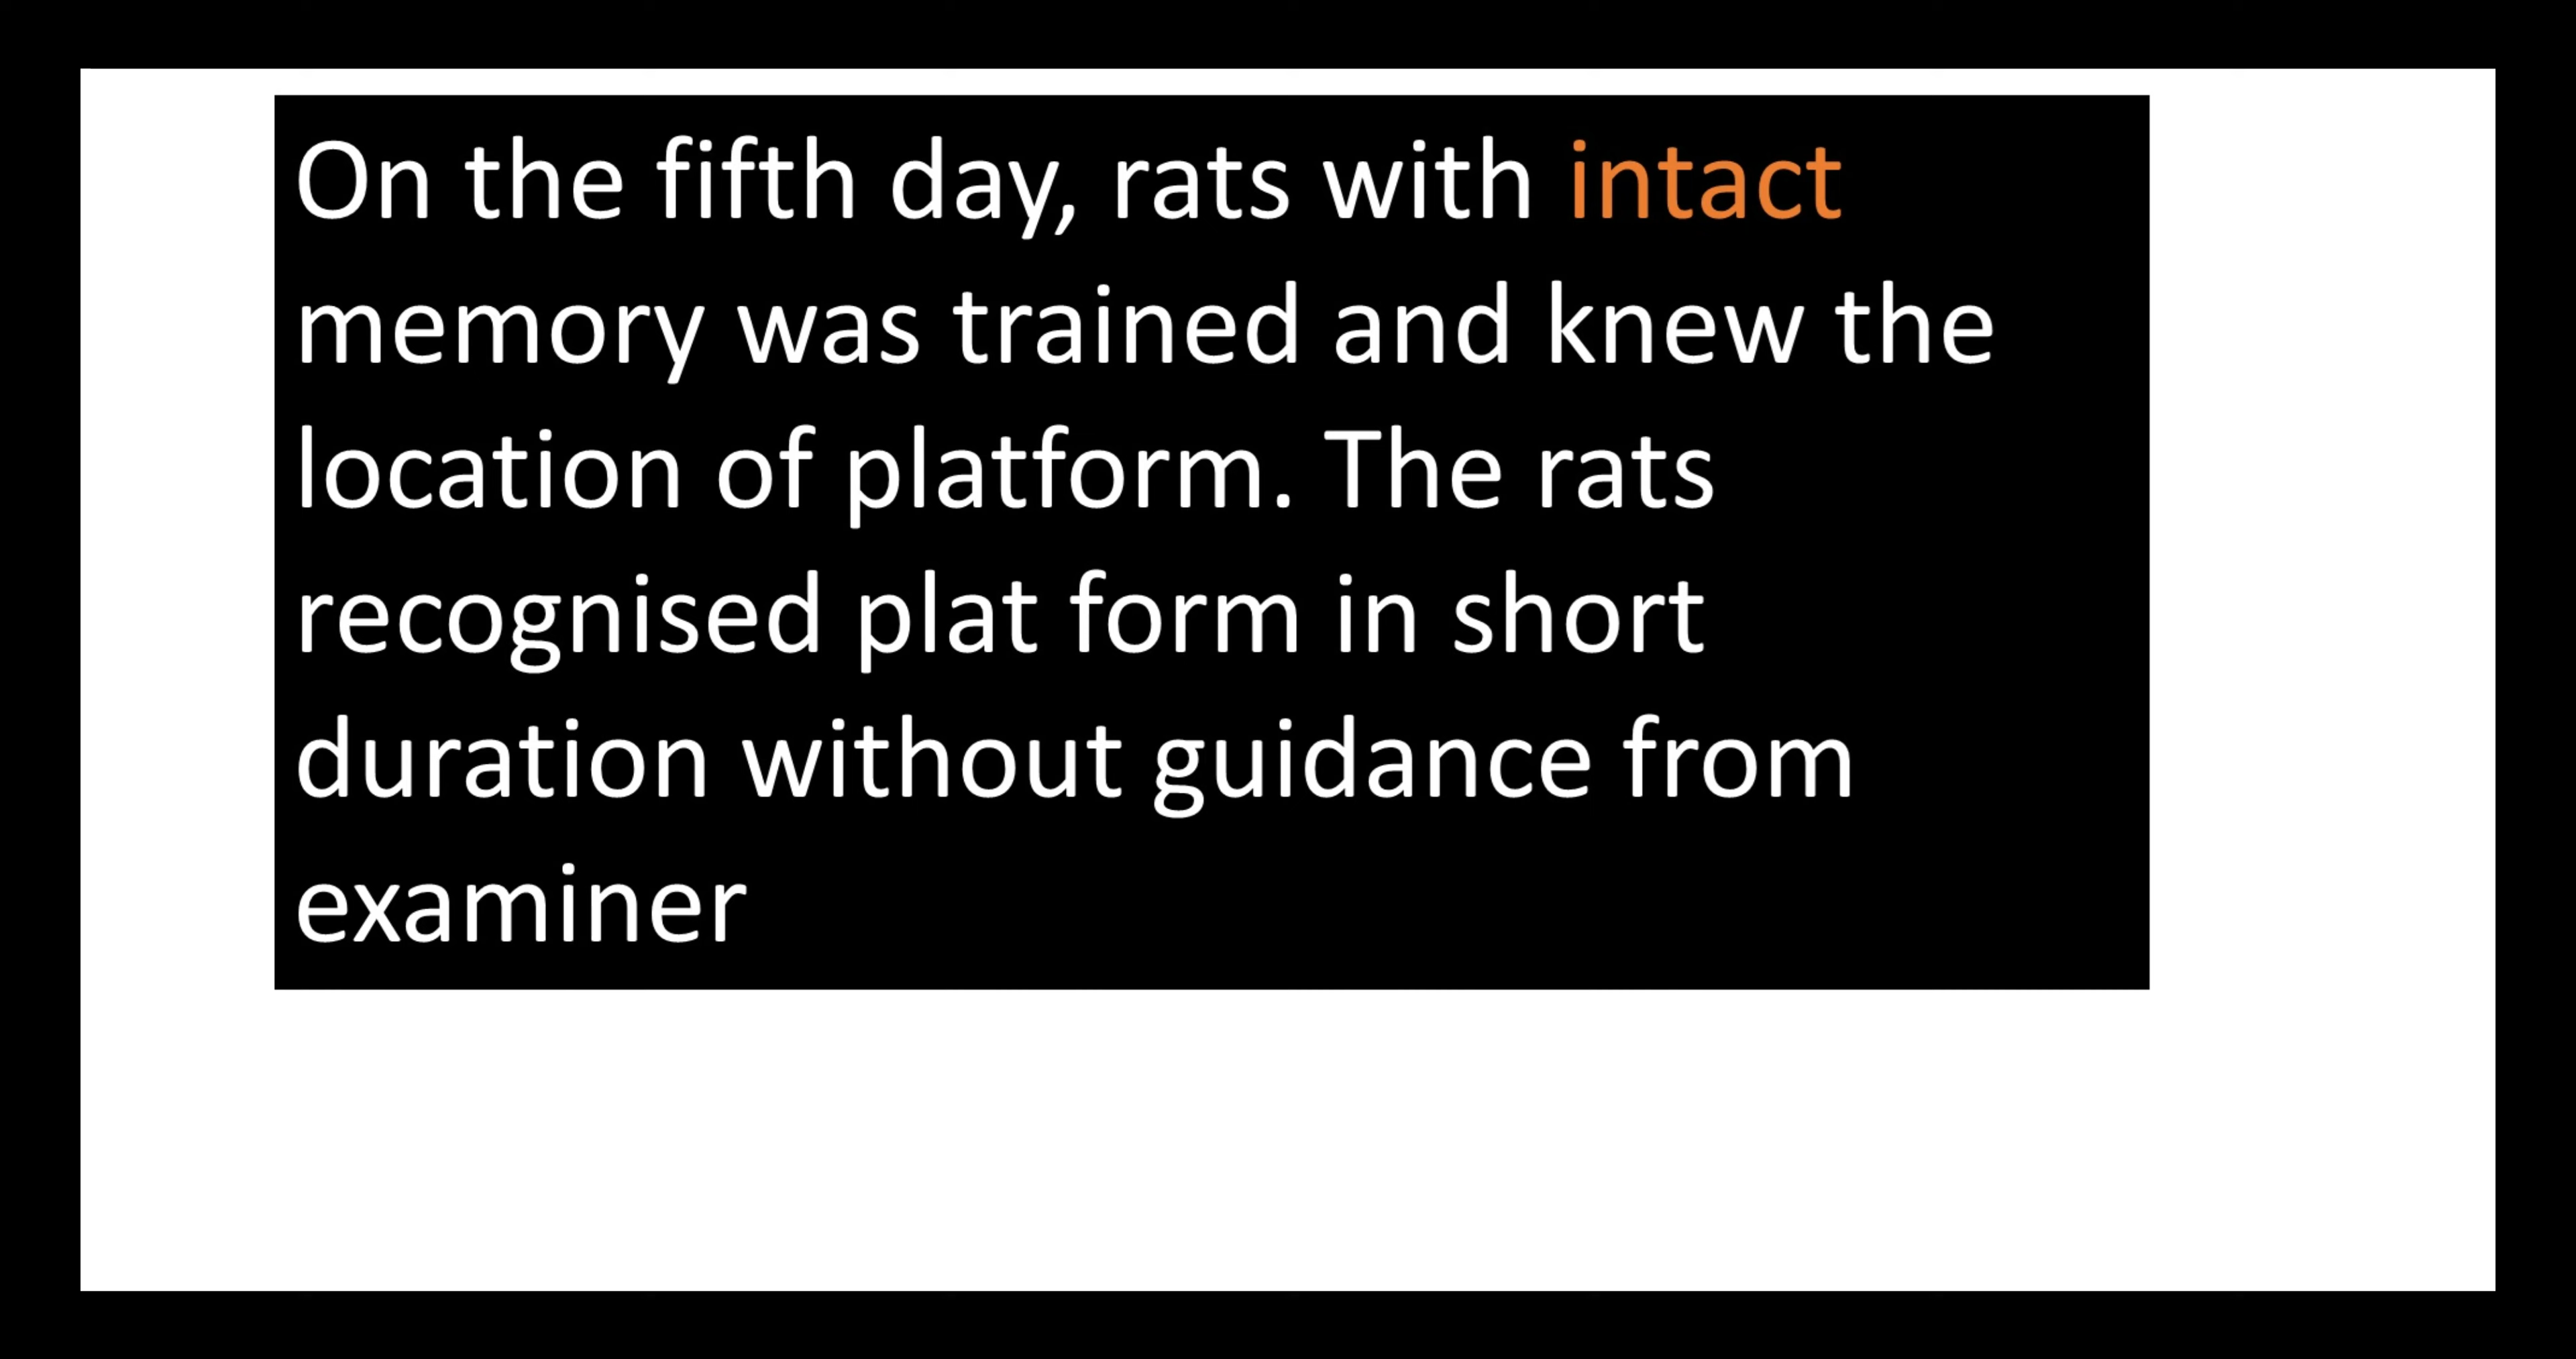 On the fifth day, rats with intact
memory was trained and knew the
location of platform. The rats
recognised plat form in short
duration without guidance from
examiner